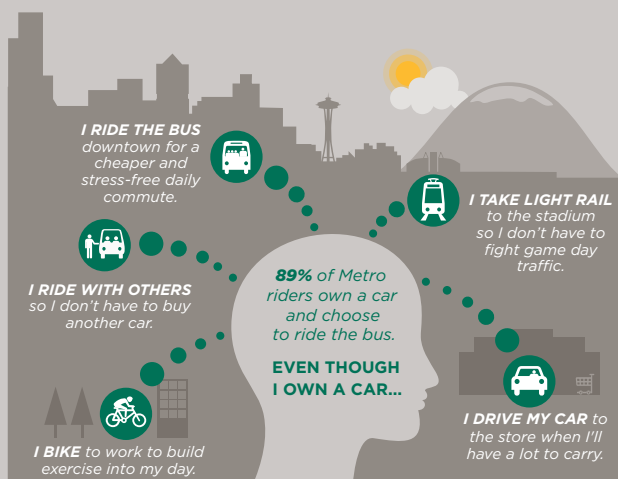 I RIDE THE BUS
downtown for a
cheaper and
stress-free daily
commute.
I TAKE LIGHT RAIL
to the stadium
so I don't have to
fight game day
traffic.
I RIDE WITH OTHERS
so I don't have to buy
another car.
89% of Metro
riders own a car
and choose
to ride the bus.
EVEN THOUGH
I OWN A CAR...
I DRIVE MY CAR to
the store when I'll
have a lot to carry.
I BIKE to work to build
exercise into my day.